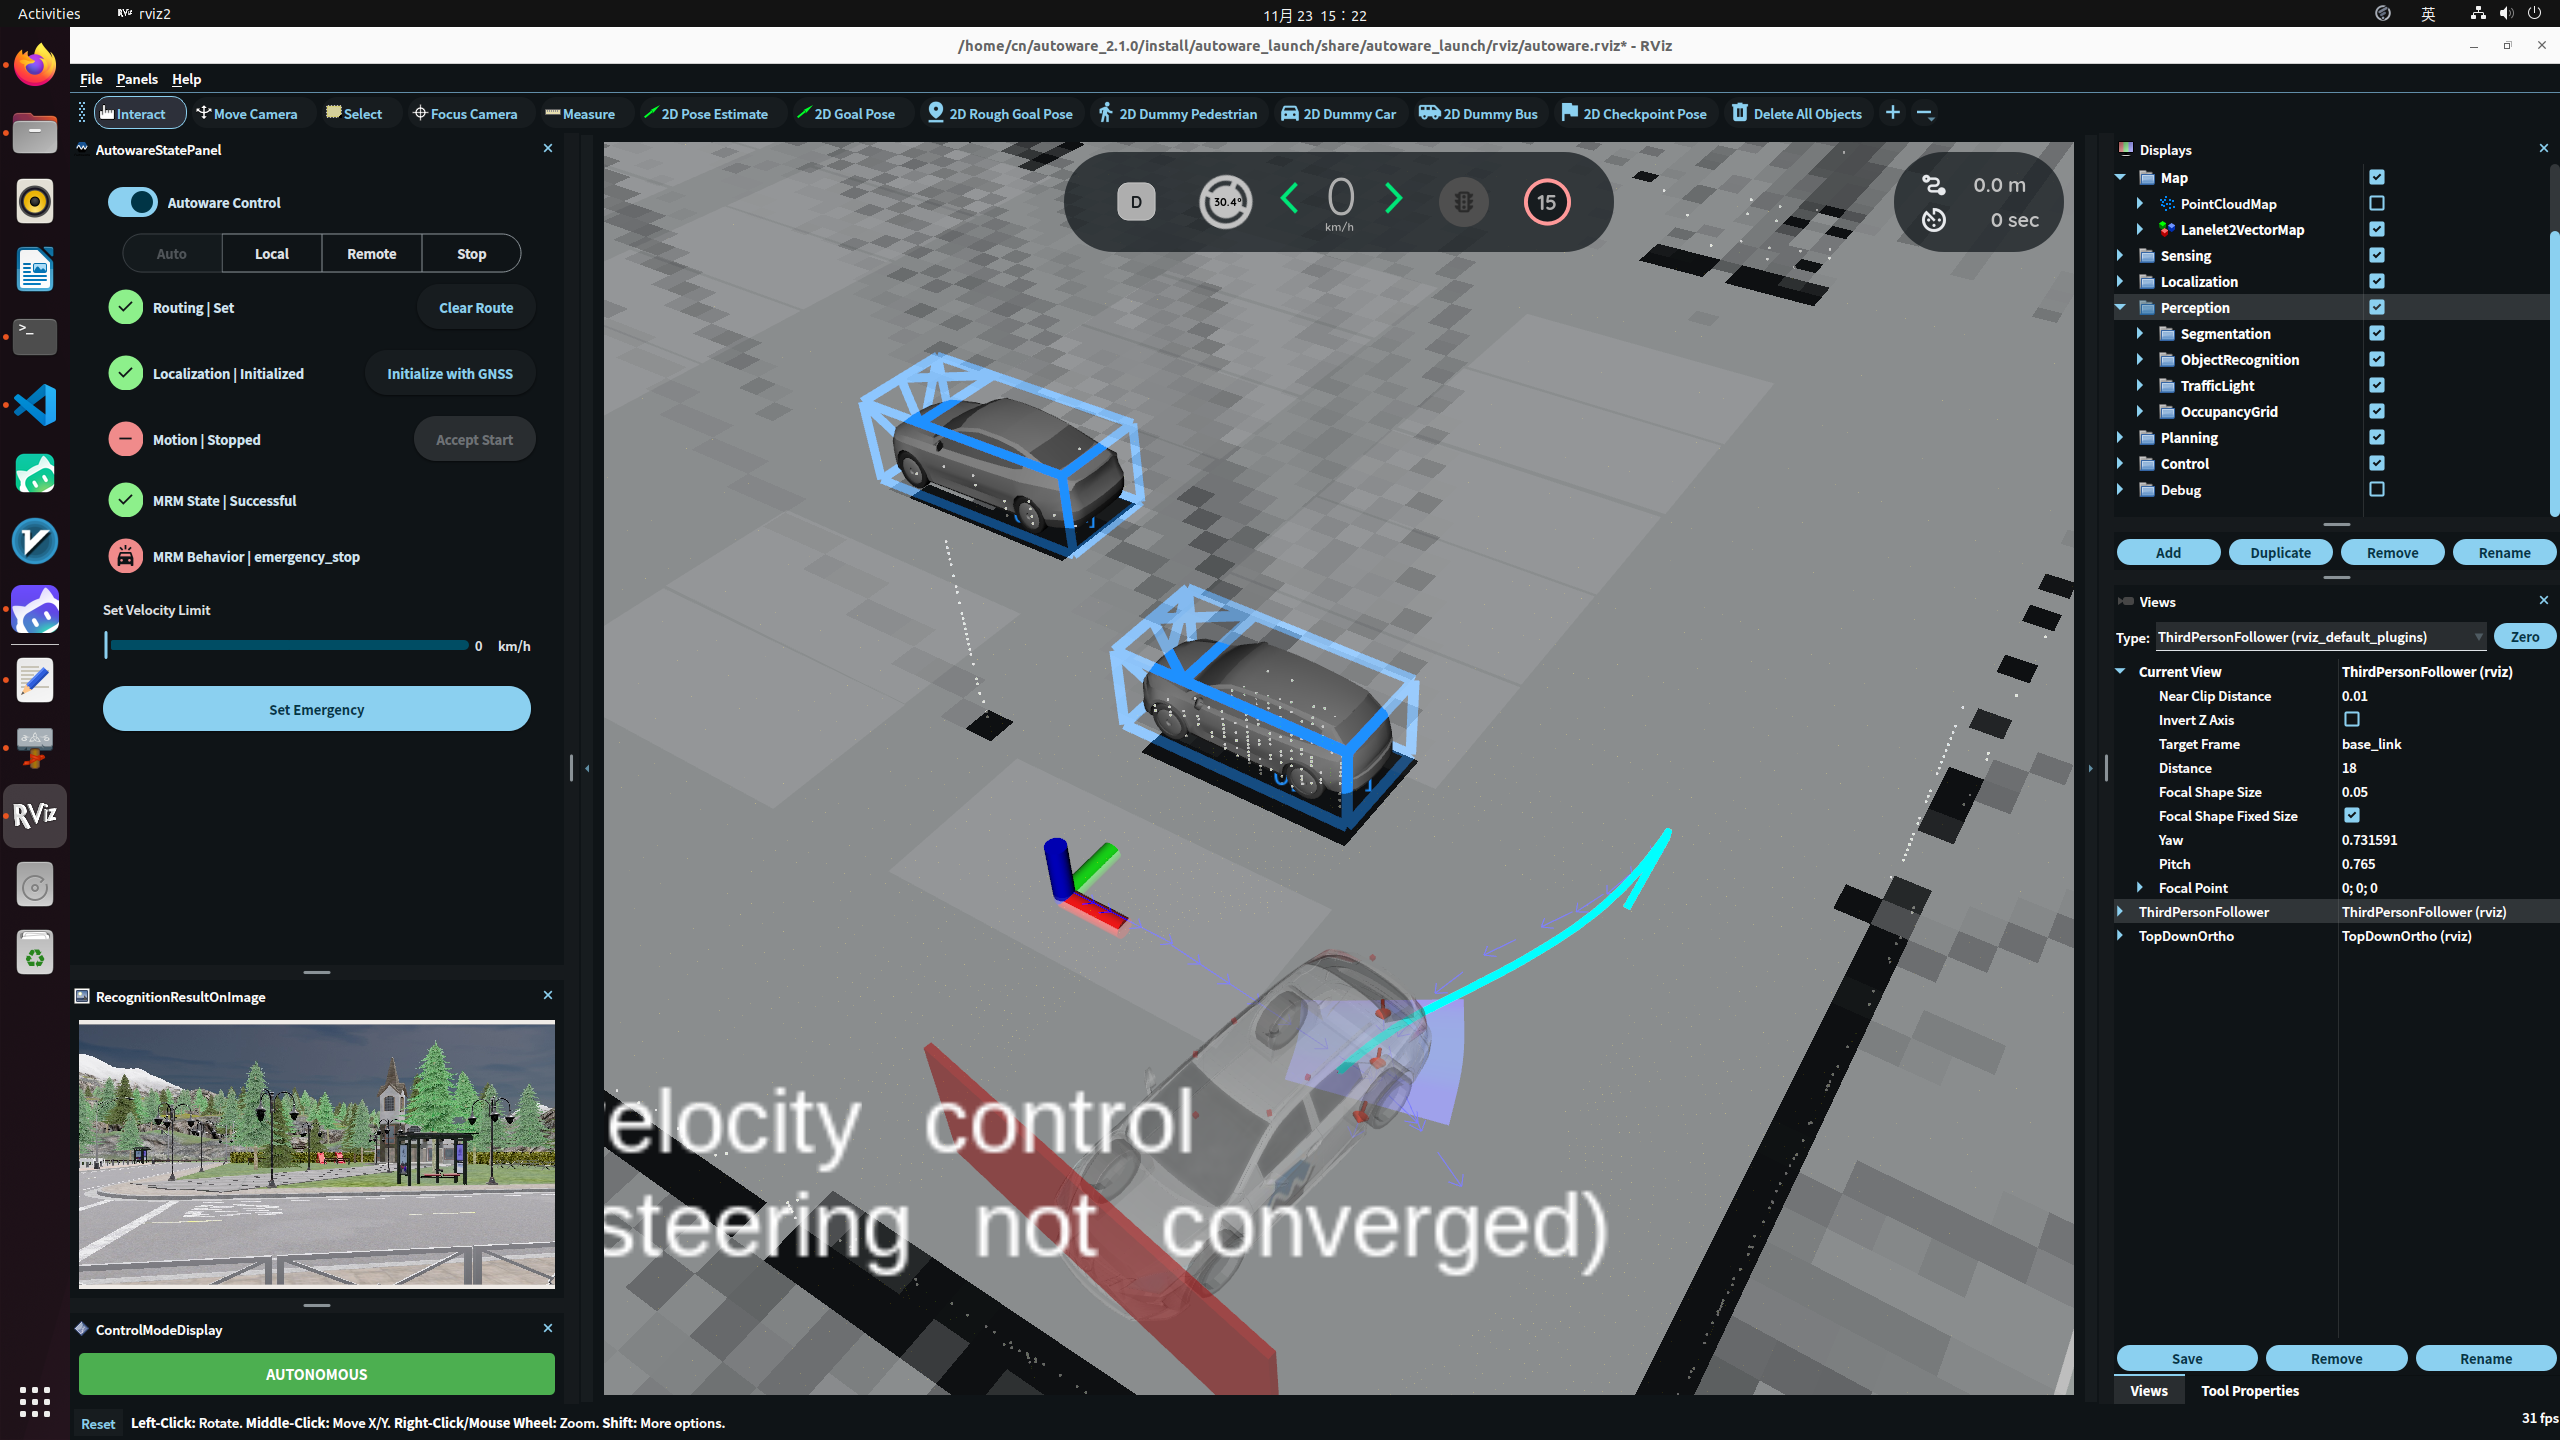 Activities
rviz2
11月 23 15：22
英
/home/cn/autoware_2.1.0/install/autoware_launch/share/autoware_launch/rviz/autoware.rviz* - RViz
File Panels Help
Interact Move Camera Select Focus Camera Measure 2D Pose Estimate 2D Goal Pose 2D Rough Goal Pose 2D Dummy Pedestrian 2D Dummy Car 2D Dummy Bus 2D Checkpoint Pose Delete All Objects
AutowareStatePanel
Autoware Control
Auto Local Remote Stop
Routing | Set Clear Route
Localization | Initialized Initialize with GNSS
Motion | Stopped Accept Start
MRM State | Successful
MRM Behavior | emergency_stop
Set Velocity Limit
0 km/h
Set Emergency
RecognitionResultOnImage
ControlModeDisplay
AUTONOMOUS
Reset Left-Click: Rotate. Middle-Click: Move X/Y. Right-Click/Mouse Wheel: Zoom. Shift: More options.
RViz
D
30.4°
0
km/h
15
0.0 m
0 sec
elocity control
steering not converged)
Displays
Map
PointCloudMap
Lanelet2VectorMap
Sensing
Localization
Perception
Segmentation
ObjectRecognition
TrafficLight
OccupancyGrid
Planning
Control
Debug
Add Duplicate Remove Rename
Views
Type: ThirdPersonFollower (rviz_default_plugins) Zero
Current View ThirdPersonFollower (rviz)
Near Clip Distance 0.01
Invert Z Axis
Target Frame base_link
Distance 18
Focal Shape Size 0.05
Focal Shape Fixed Size
Yaw 0.731591
Pitch 0.765
Focal Point 0; 0; 0
ThirdPersonFollower ThirdPersonFollower (rviz)
TopDownOrtho TopDownOrtho (rviz)
Save Remove Rename
Views Tool Properties
31 fps